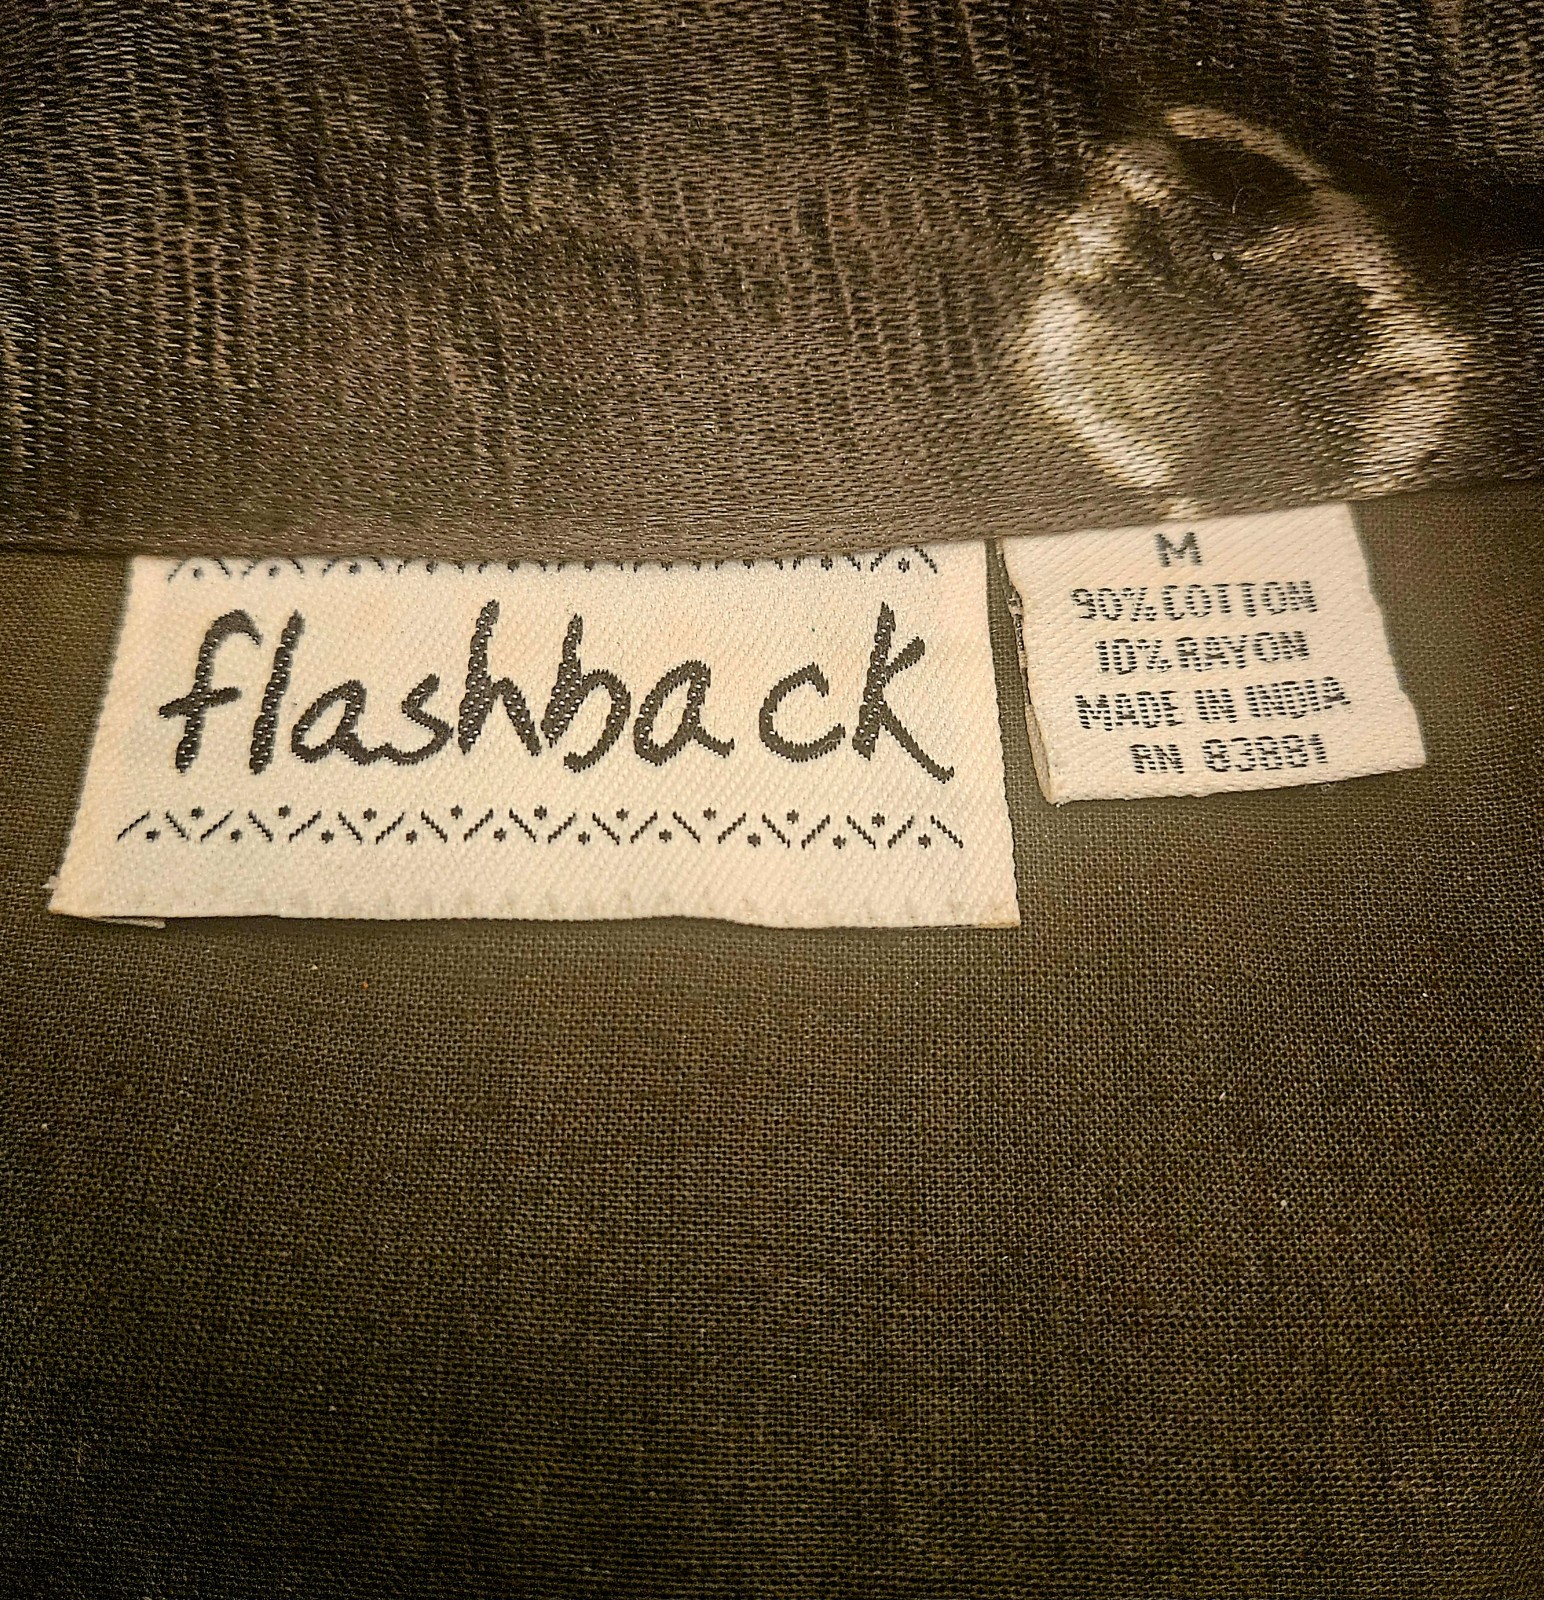 flashback
M
90% COTTON
10% RAYON
MADE IN INDIA
RN 83881